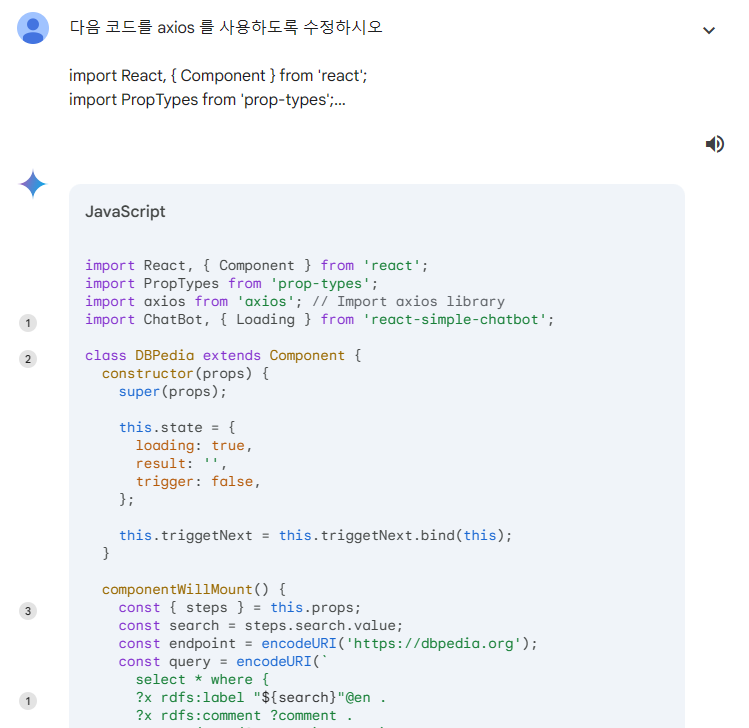 다음 코드를 axios 를 사용하도록 수정하시오
import React, { Component } from 'react';
import PropTypes from 'prop-types';...
JavaScript
import React, { Component } from 'react';
import PropTypes from 'prop-types';
import axios from 'axios'; // Import axios library
1 import ChatBot, { Loading } from 'react-simple-chatbot';
2 class DBPedia extends Component {
constructor(props) {
super(props);
this.state = {
loading: true,
result: '',
trigger: false,
};
this.triggetNext = this.triggetNext.bind(this);
}
componentWillMount() {
3 const { steps } = this.props;
const search = steps.search.value;
const endpoint = encodeURI('https://dbpedia.org');
const query = encodeURI(`
select * where {
1 ?x rdfs:label "${search}"@en .
?x rdfs:comment ?comment .